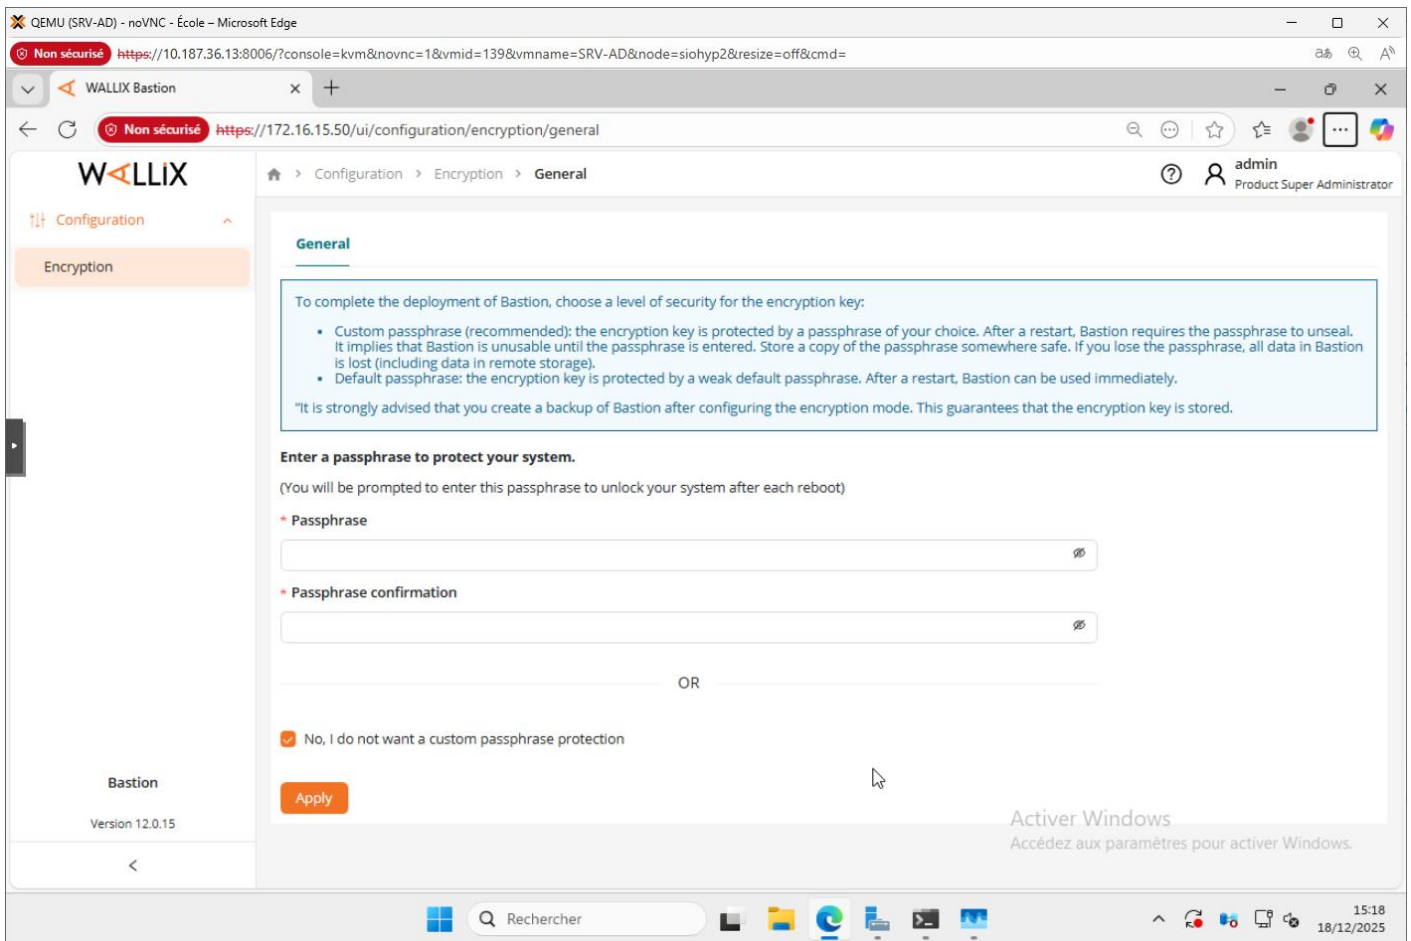 QEMU (SRV-AD) - noVNC - École – Microsoft Edge
Non sécurisé https://10.187.36.13:8006/?console=kvm&novnc=1&vmid=139&vmname=SRV-AD&node=siohyp2&resize=off&cmd=
WALLIX Bastion
Non sécurisé https://172.16.15.50/ui/configuration/encryption/general
WALLIX
Configuration > Encryption > General
admin
Product Super Administrator
Configuration
Encryption
General
To complete the deployment of Bastion, choose a level of security for the encryption key:
• Custom passphrase (recommended): the encryption key is protected by a passphrase of your choice. After a restart, Bastion requires the passphrase to unseal.
It implies that Bastion is unusable until the passphrase is entered. Store a copy of the passphrase somewhere safe. If you lose the passphrase, all data in Bastion
is lost (including data in remote storage).
• Default passphrase: the encryption key is protected by a weak default passphrase. After a restart, Bastion can be used immediately.
"It is strongly advised that you create a backup of Bastion after configuring the encryption mode. This guarantees that the encryption key is stored.
Enter a passphrase to protect your system.
(You will be prompted to enter this passphrase to unlock your system after each reboot)
* Passphrase
* Passphrase confirmation
OR
No, I do not want a custom passphrase protection
Apply
Bastion
Version 12.0.15
Activer Windows
Accédez aux paramètres pour activer Windows.
Rechercher
15:18
18/12/2025